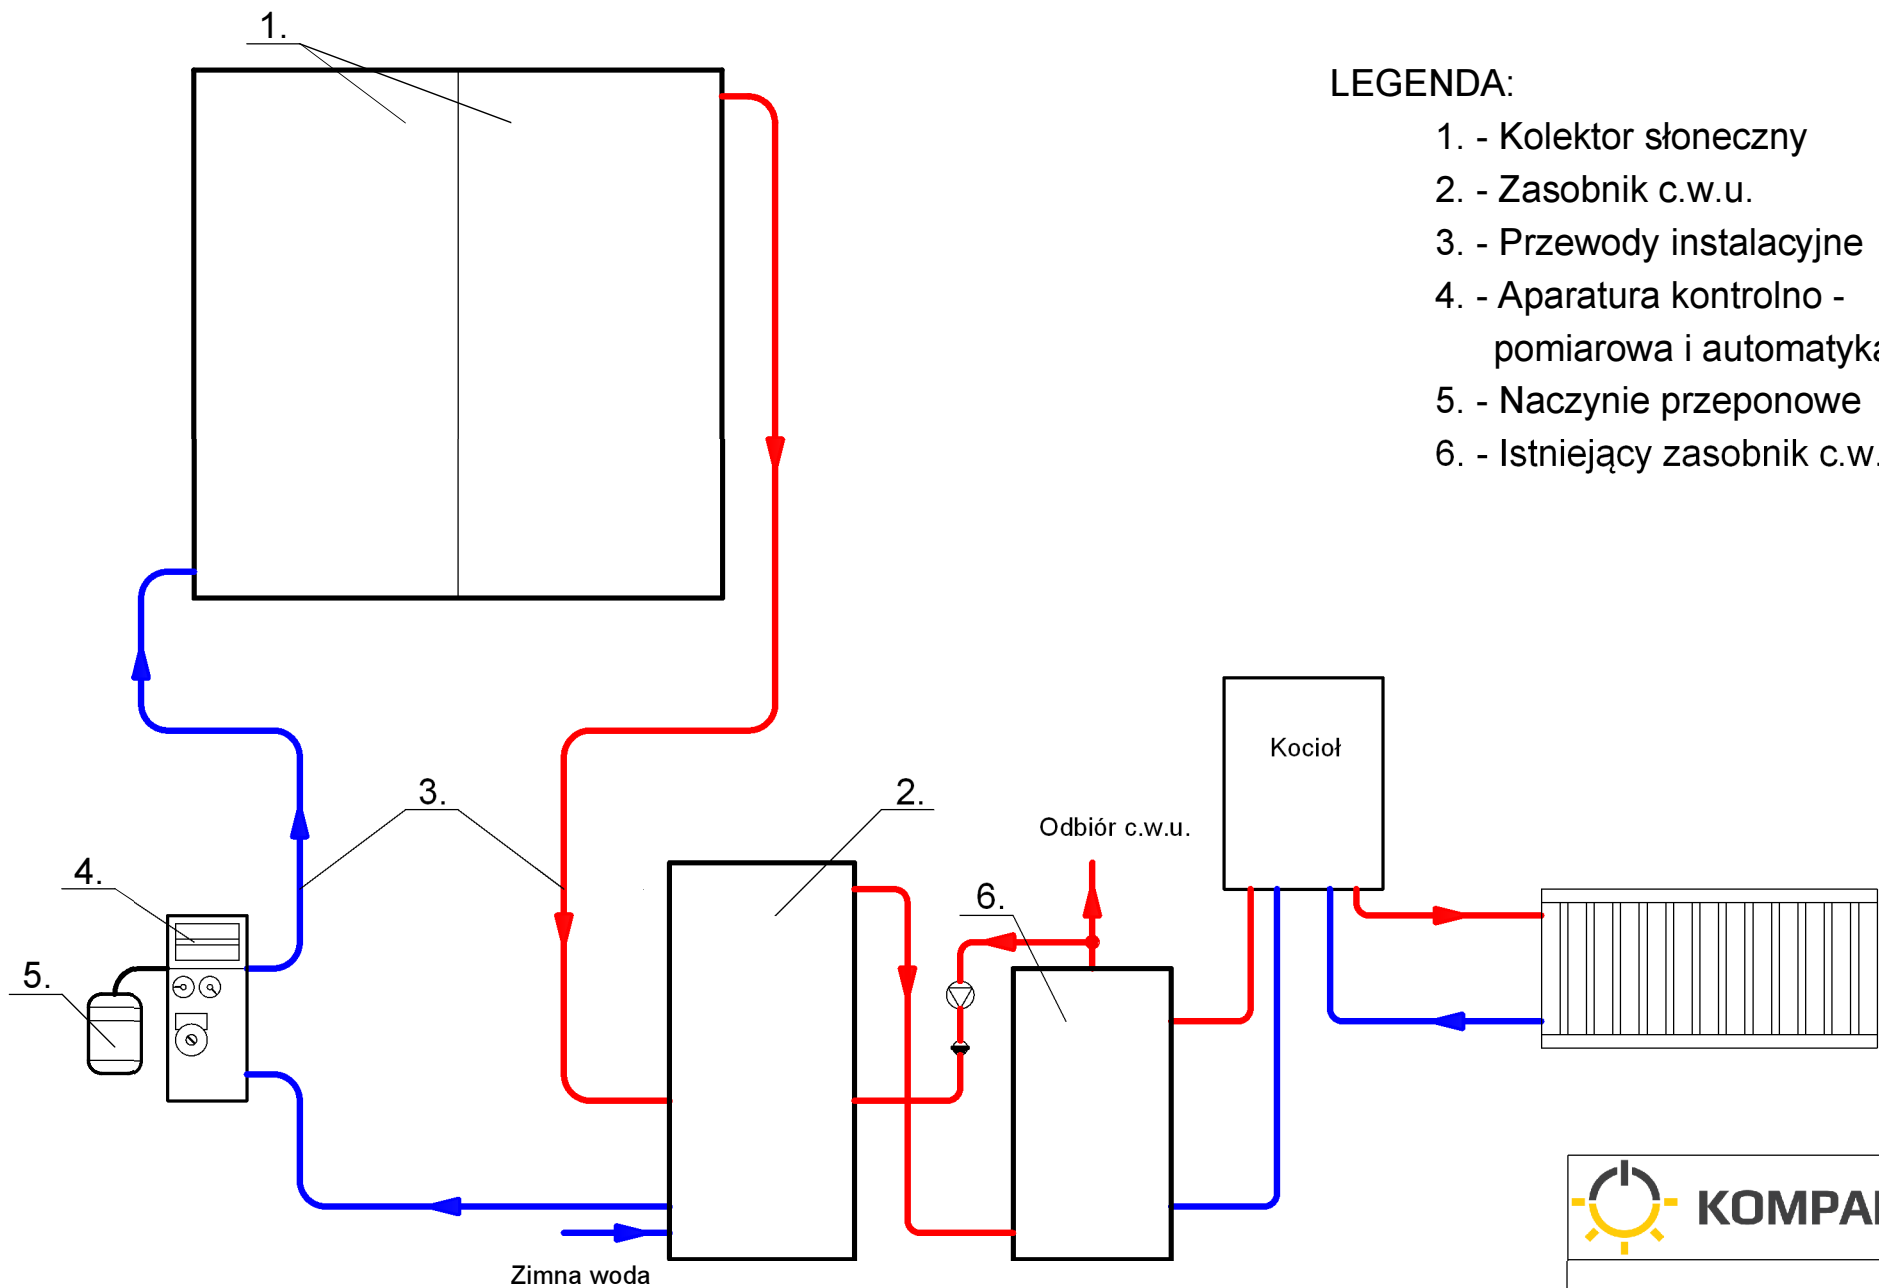 1.
LEGENDA:
1. - Kolektor słoneczny
2. - Zasobnik c.w.u.
3. - Przewody instalacyjne
4. - Aparatura kontrolno -
pomiarowa i automatyka
5. - Naczynie przeponowe
6. - Istniejący zasobnik c.w.
Kocioł
3.
2.
Odbiór c.w.u.
4.
6.
5.
KOMPA
Zimna woda